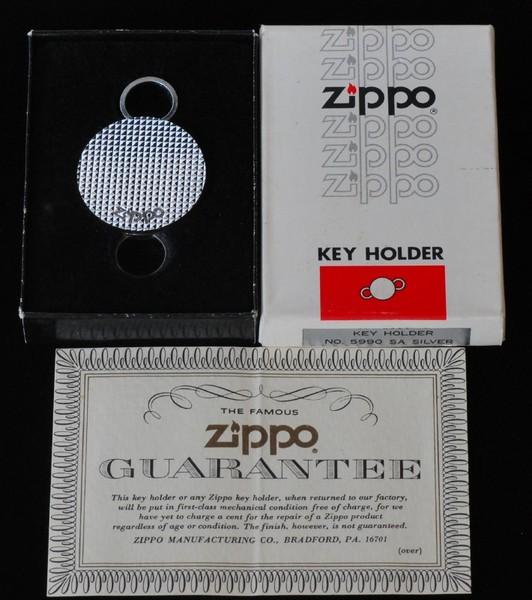 zippo
zippo
zippo
zippo
zippo
zippo
zippo
KEY HOLDER
KEY HOLDER
NO. 5990 SA SILVER
THE FAMOUS
zippo
GUARANTEE
This key holder or any Zippo key holder, when returned to our factory,
will be put in first-class mechanical condition free of charge, for we
have yet to charge a cent for the repair of a Zippo product
regardless of age or condition. The finish, however, is not guaranteed.
ZIPPO MANUFACTURING CO., BRADFORD, PA. 16701
(over)